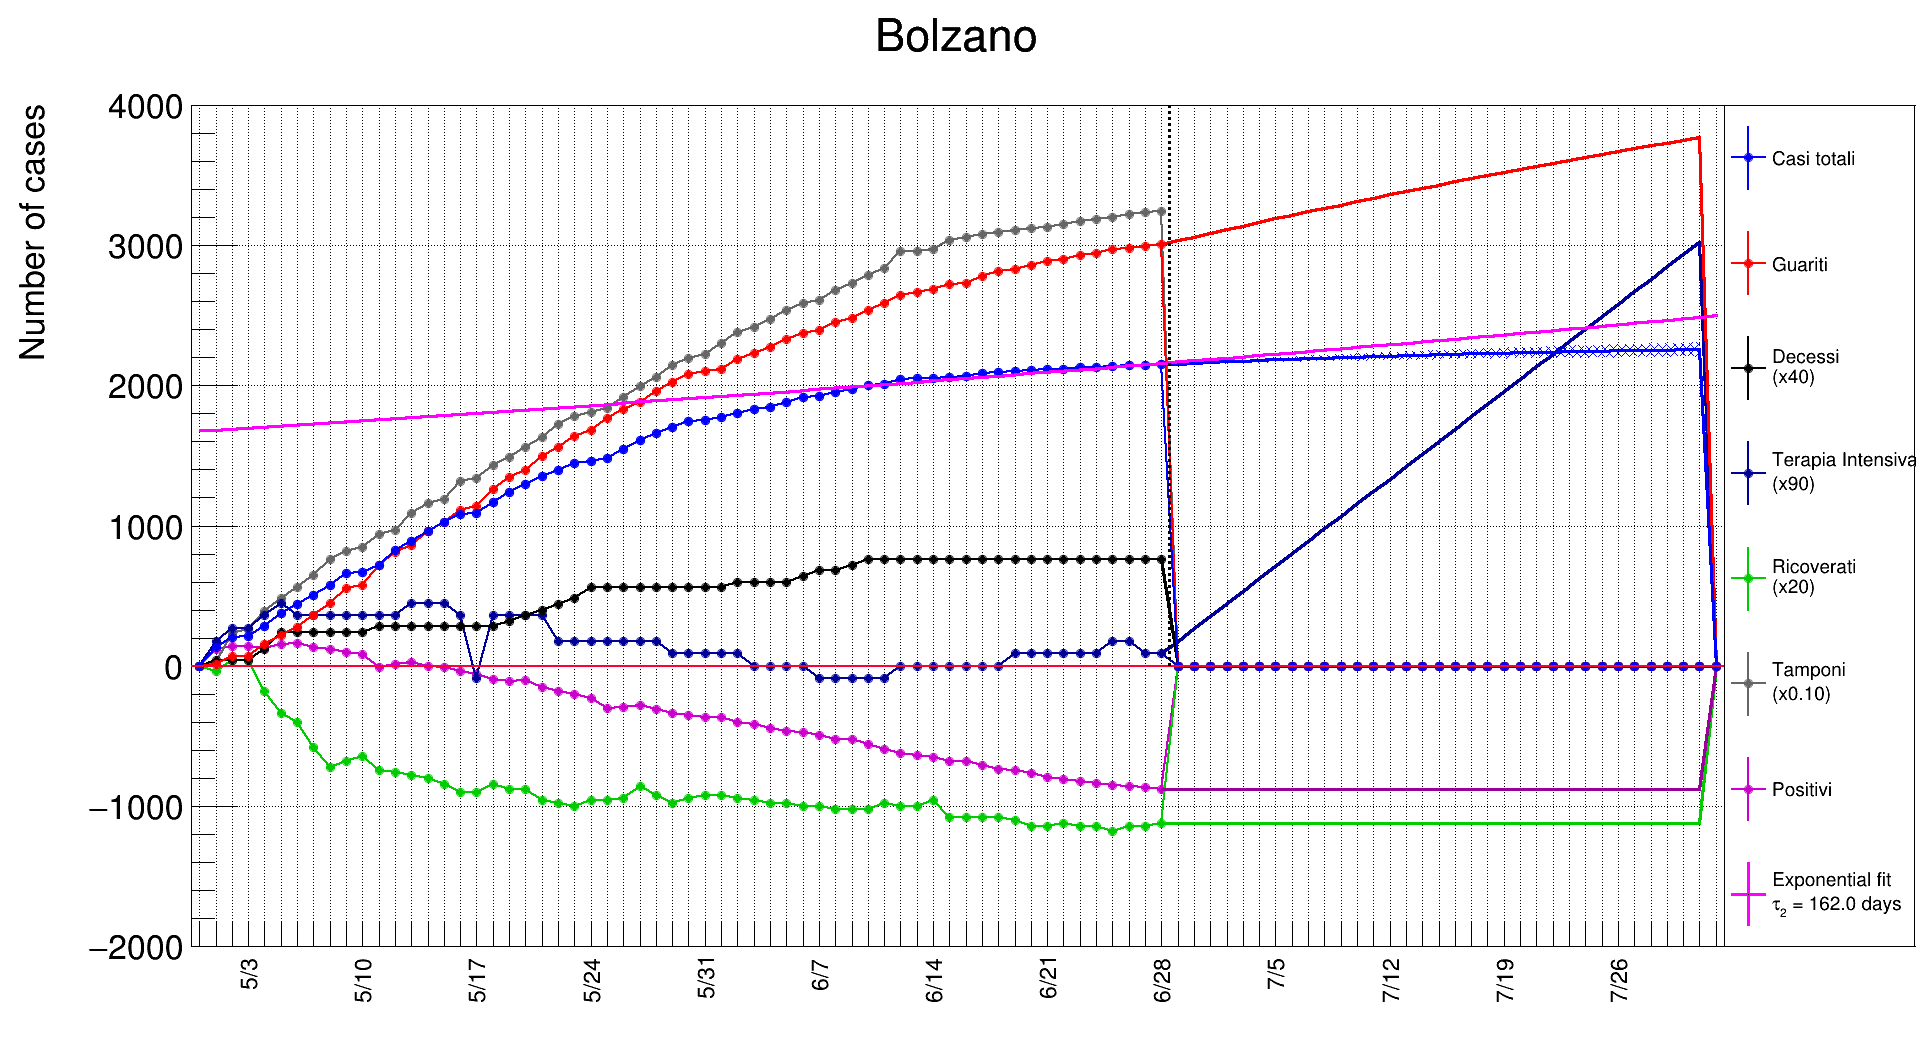 Bolzano
Number of cases
4000
3000
2000
1000
0
−1000
−2000
5/3
5/10
5/17
5/24
5/31
6/7
6/14
6/21
6/28
7/5
7/12
7/19
7/26
Casi totali
Guariti
Decessi
(x40)
Terapia Intensiva
(x90)
Ricoverati
(x20)
Tamponi
(x0.10)
Positivi
Exponential fit
τ2 = 162.0 days